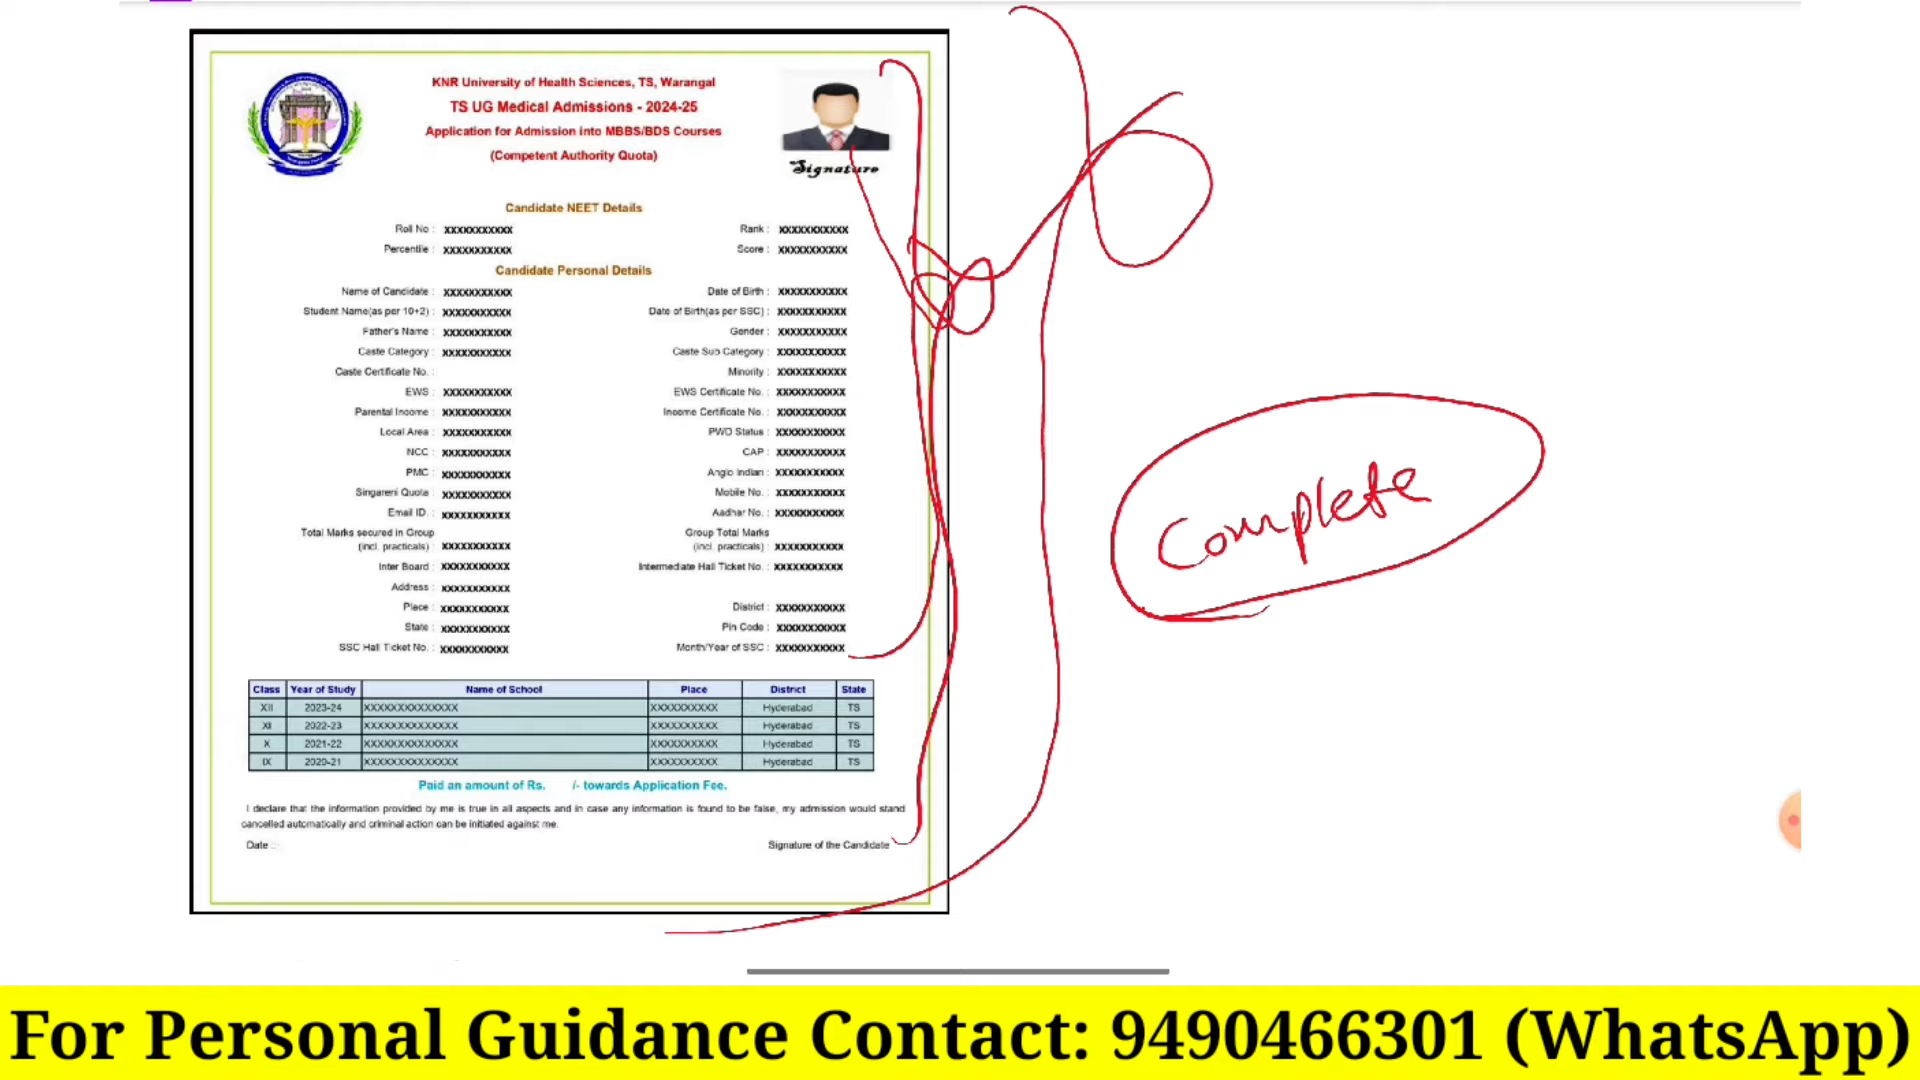 KNR University of Health Sciences, TS, Warangal
TS UG Medical Admissions - 2024-25
Application for Admission into MBBS/BDS Courses
(Competent Authority Quota)
Signature
Candidate NEET Details
Roll No : XXXXXXXXXXX Rank : XXXXXXXXXXX
Percentile : XXXXXXXXXXX Score : XXXXXXXXXXX
Candidate Personal Details
Name of Candidate : XXXXXXXXXXX Date of Birth : XXXXXXXXXXX
Student Name(as per 10+2) : XXXXXXXXXXX Date of Birth(as per SSC) : XXXXXXXXXXX
Father's Name : XXXXXXXXXXX Gender : XXXXXXXXXXX
Caste Category : XXXXXXXXXXX Caste Sub Category : XXXXXXXXXXX
Caste Certificate No. : Minority : XXXXXXXXXXX
EWS : XXXXXXXXXXX EWS Certificate No. : XXXXXXXXXXX
Parental Income : XXXXXXXXXXX Income Certificate No. : XXXXXXXXXXX
Local Area : XXXXXXXXXXX PWD Status : XXXXXXXXXXX
NCC : XXXXXXXXXXX CAP : XXXXXXXXXXX
PMC : XXXXXXXXXXX Anglo Indian : XXXXXXXXXXX
Singareni Quota : XXXXXXXXXXX Mobile No. : XXXXXXXXXXX
Email ID. : XXXXXXXXXXX Aadhar No. : XXXXXXXXXXX
Total Marks secured in Group Group Total Marks
(incl. practicals) : XXXXXXXXXXX (incl. practicals) : XXXXXXXXXXX
Inter Board : XXXXXXXXXXX Intermediate Hall Ticket No. : XXXXXXXXXXX
Address : XXXXXXXXXXX
Place : XXXXXXXXXXX District : XXXXXXXXXXX
State : XXXXXXXXXXX Pin Code : XXXXXXXXXXX
SSC Hall Ticket No. : XXXXXXXXXXX Month/Year of SSC : XXXXXXXXXXX
Class Year of Study Name of School Place District State
XII 2023-24 XXXXXXXXXXXXXX XXXXXXXXXX Hyderabad TS
XI 2022-23 XXXXXXXXXXXXXX XXXXXXXXXX Hyderabad TS
X 2021-22 XXXXXXXXXXXXXX XXXXXXXXXX Hyderabad TS
IX 2020-21 XXXXXXXXXXXXXX XXXXXXXXXX Hyderabad TS
Paid an amount of Rs. /- towards Application Fee.
I declare that the information provided by me is true in all aspects and in case any information is found to be false, my admission would stand
cancelled automatically and criminal action can be initiated against me.
Date : Signature of the Candidate
Complete
For Personal Guidance Contact: 9490466301 (WhatsApp)